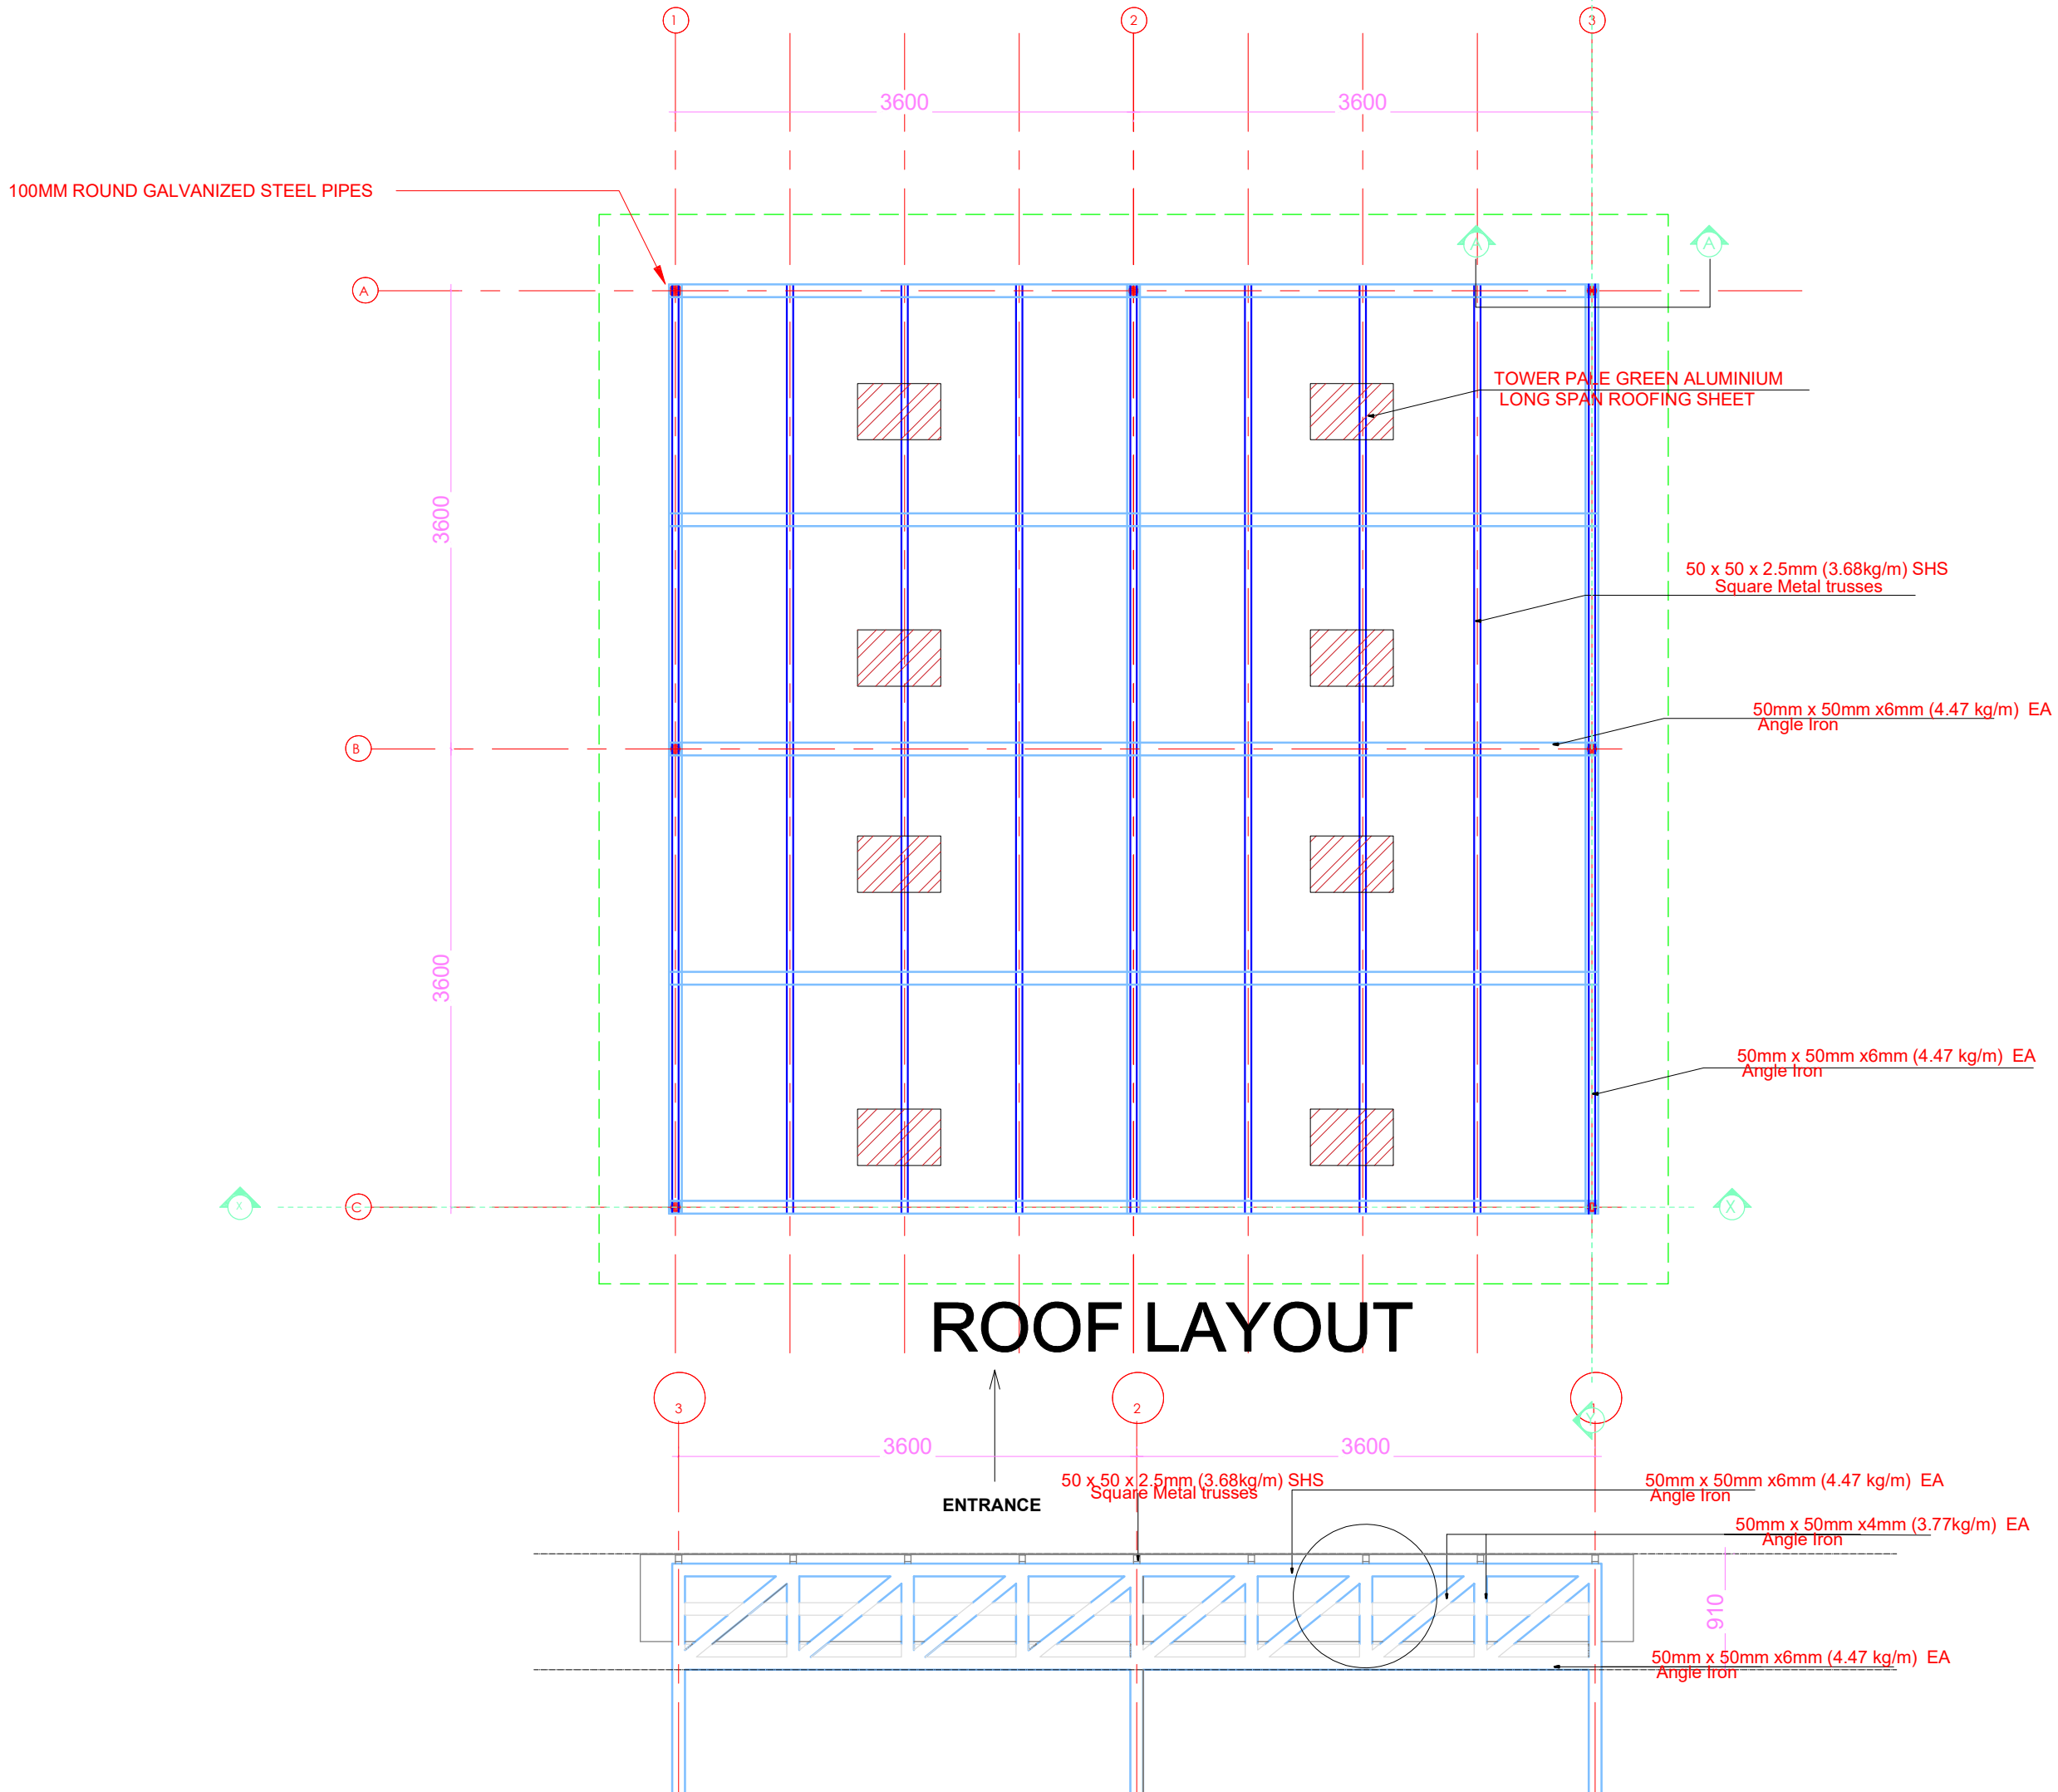 1
2
3
3600
3600
100MM ROUND GALVANIZED STEEL PIPES
A
A
A
TOWER PALE GREEN ALUMINIUM
LONG SPAN ROOFING SHEET
3600
50 x 50 x 2.5mm (3.68kg/m) SHS
Square Metal trusses
50mm x 50mm x6mm (4.47 kg/m) EA
Angle Iron
B
3600
50mm x 50mm x6mm (4.47 kg/m) EA
Angle Iron
X
C
X
ROOF LAYOUT
3
2
1
Y
3600
3600
50 x 50 x 2.5mm (3.68kg/m) SHS
Square Metal trusses
50mm x 50mm x6mm (4.47 kg/m) EA
Angle Iron
ENTRANCE
50mm x 50mm x4mm (3.77kg/m) EA
Angle Iron
910
50mm x 50mm x6mm (4.47 kg/m) EA
Angle Iron